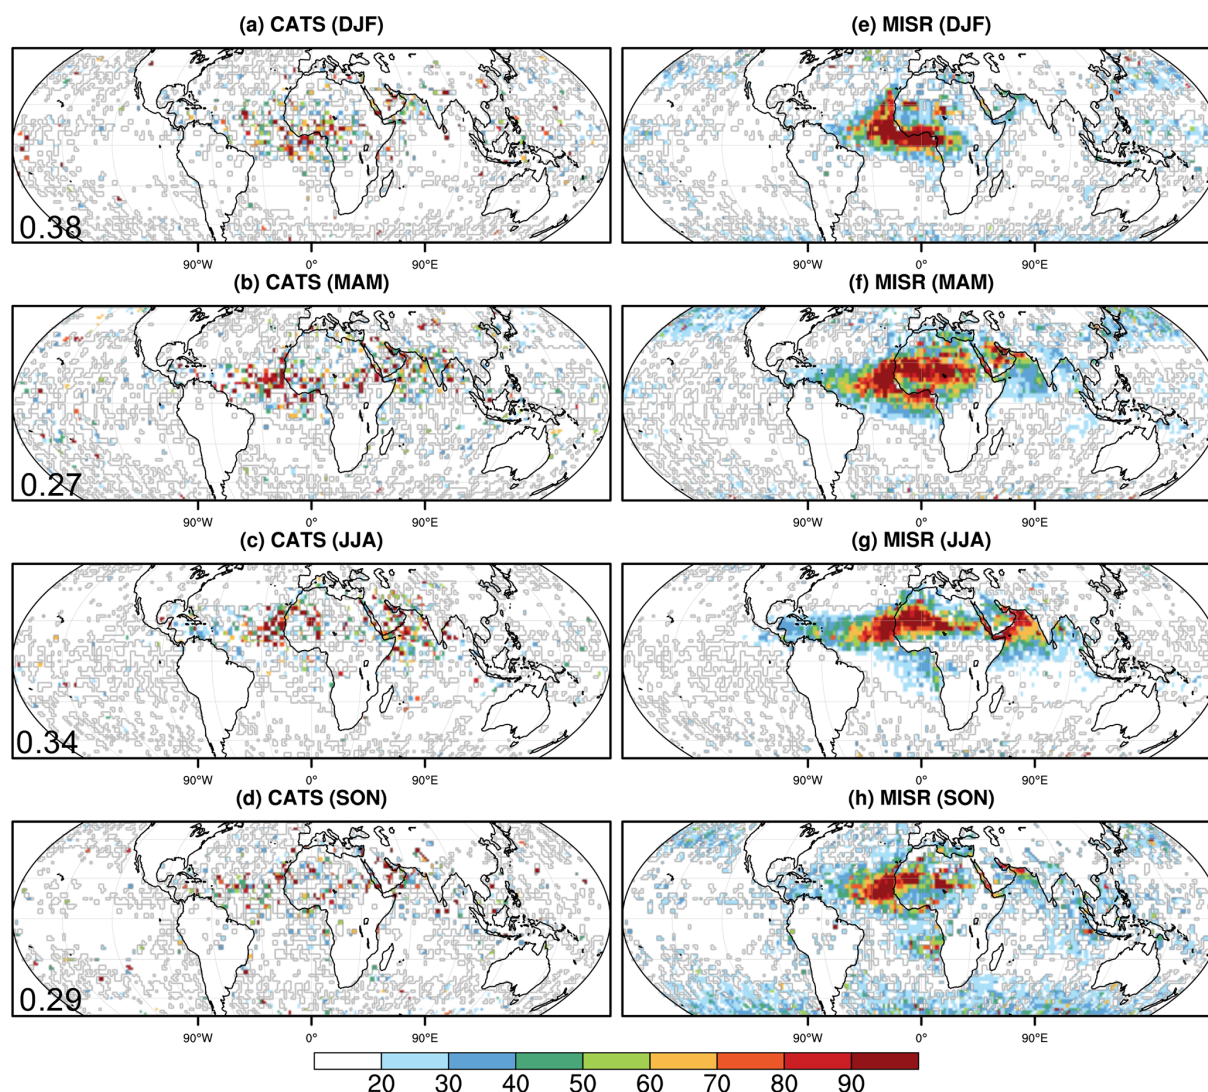 (a) CATS (DJF)
(e) MISR (DJF)
0.38
90°W 0° 90°E
90°W 0° 90°E
(b) CATS (MAM)
(f) MISR (MAM)
0.27
90°W 0° 90°E
90°W 0° 90°E
(c) CATS (JJA)
(g) MISR (JJA)
0.34
90°W 0° 90°E
90°W 0° 90°E
(d) CATS (SON)
(h) MISR (SON)
0.29
90°W 0° 90°E
90°W 0° 90°E
20 30 40 50 60 70 80 90